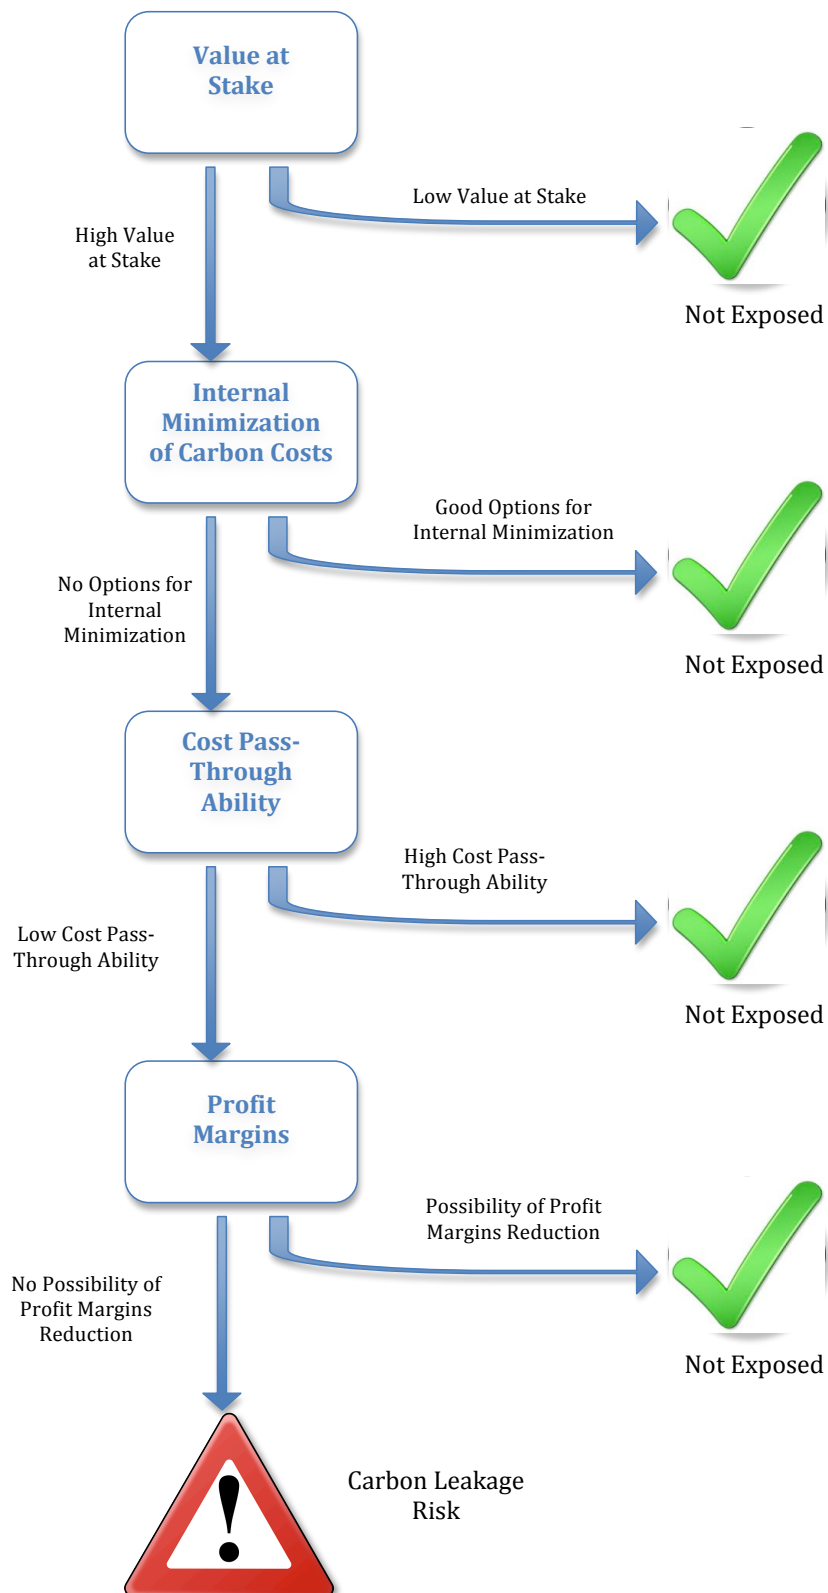 Value at
Stake
Low Value at Stake
High Value
at Stake
Not Exposed
Internal
Minimization
of Carbon Costs
Good Options for
Internal Minimization
No Options for
Internal
Minimization
Not Exposed
Cost Pass-
Through
Ability
High Cost Pass-
Through Ability
Low Cost Pass-
Through Ability
Not Exposed
Profit
Margins
Possibility of Profit
Margins Reduction
No Possibility of
Profit Margins
Reduction
Not Exposed
Carbon Leakage
Risk
!